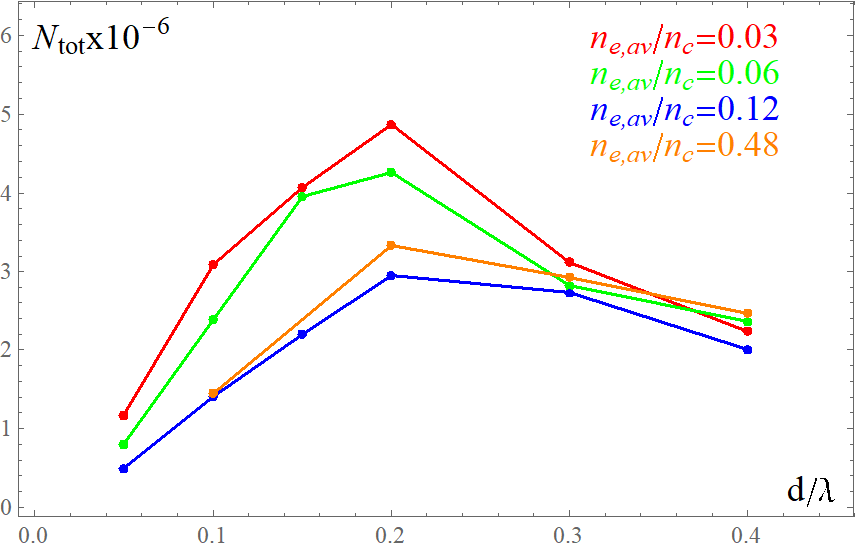 N_tot x10^-6
n_e,av/n_c=0.03
n_e,av/n_c=0.06
n_e,av/n_c=0.12
n_e,av/n_c=0.48
6
5
4
3
2
1
0
d/λ
0.0 0.1 0.2 0.3 0.4